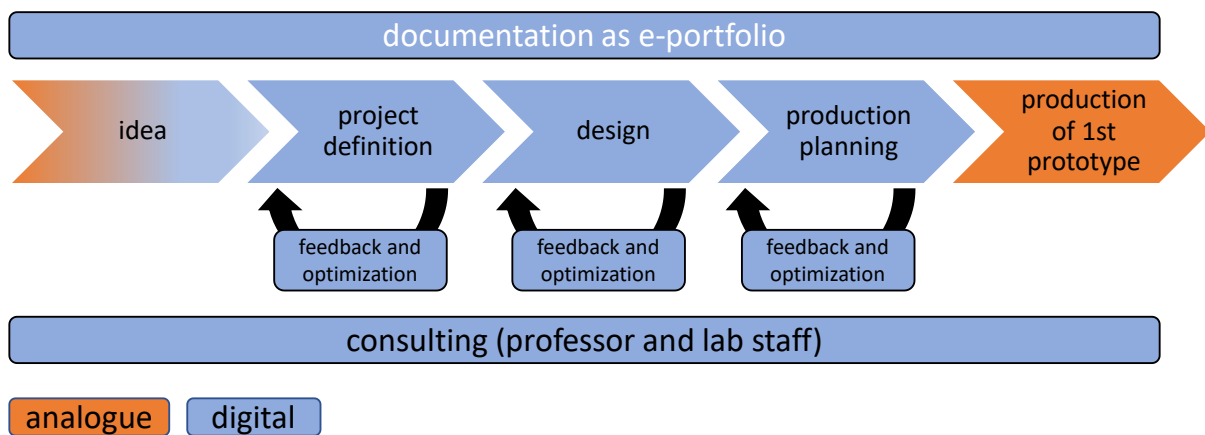 documentation as e-portfolio
idea
project
definition
design
production
planning
production
of 1st
prototype
feedback and
optimization
feedback and
optimization
feedback and
optimization
consulting (professor and lab staff)
analogue
digital